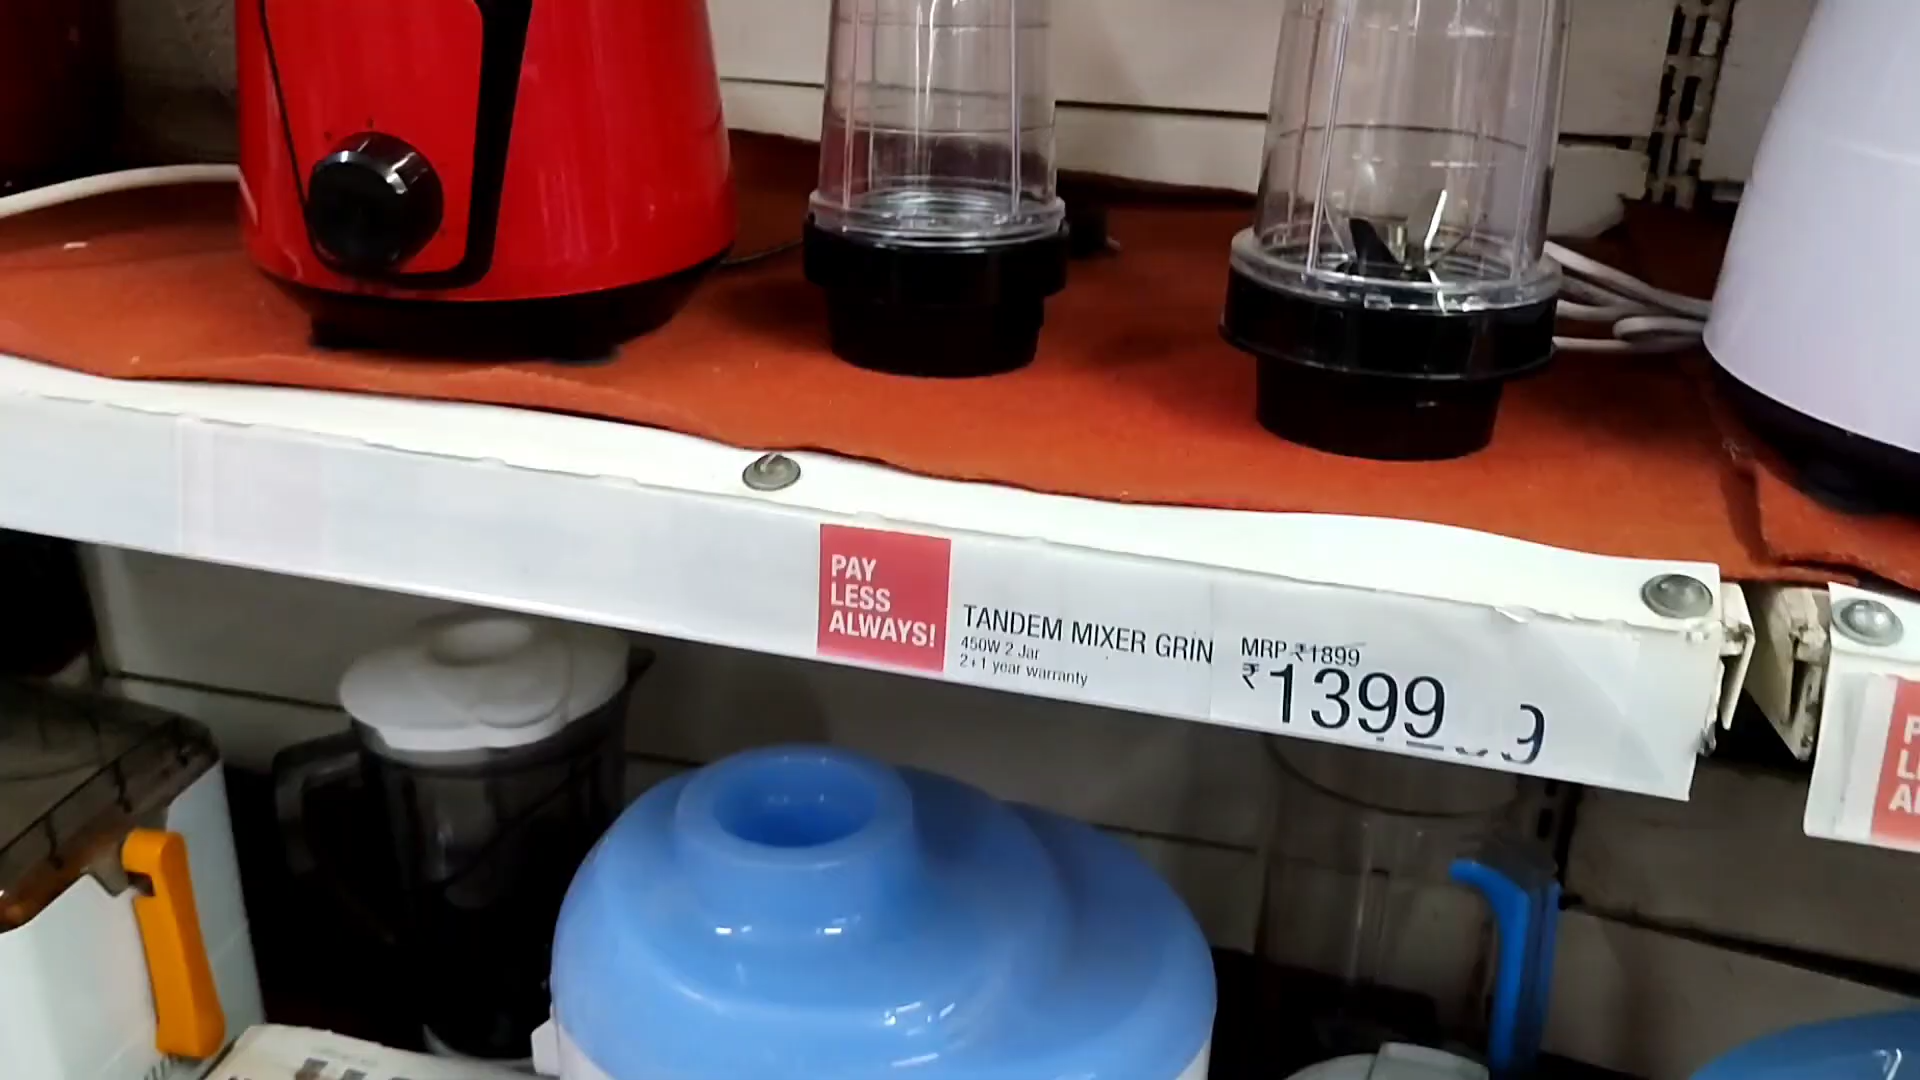 PAY
LESS
ALWAYS!
TANDEM MIXER GRIN
450W 2 Jar
2+1 year warranty
MRP ₹1899
₹1399